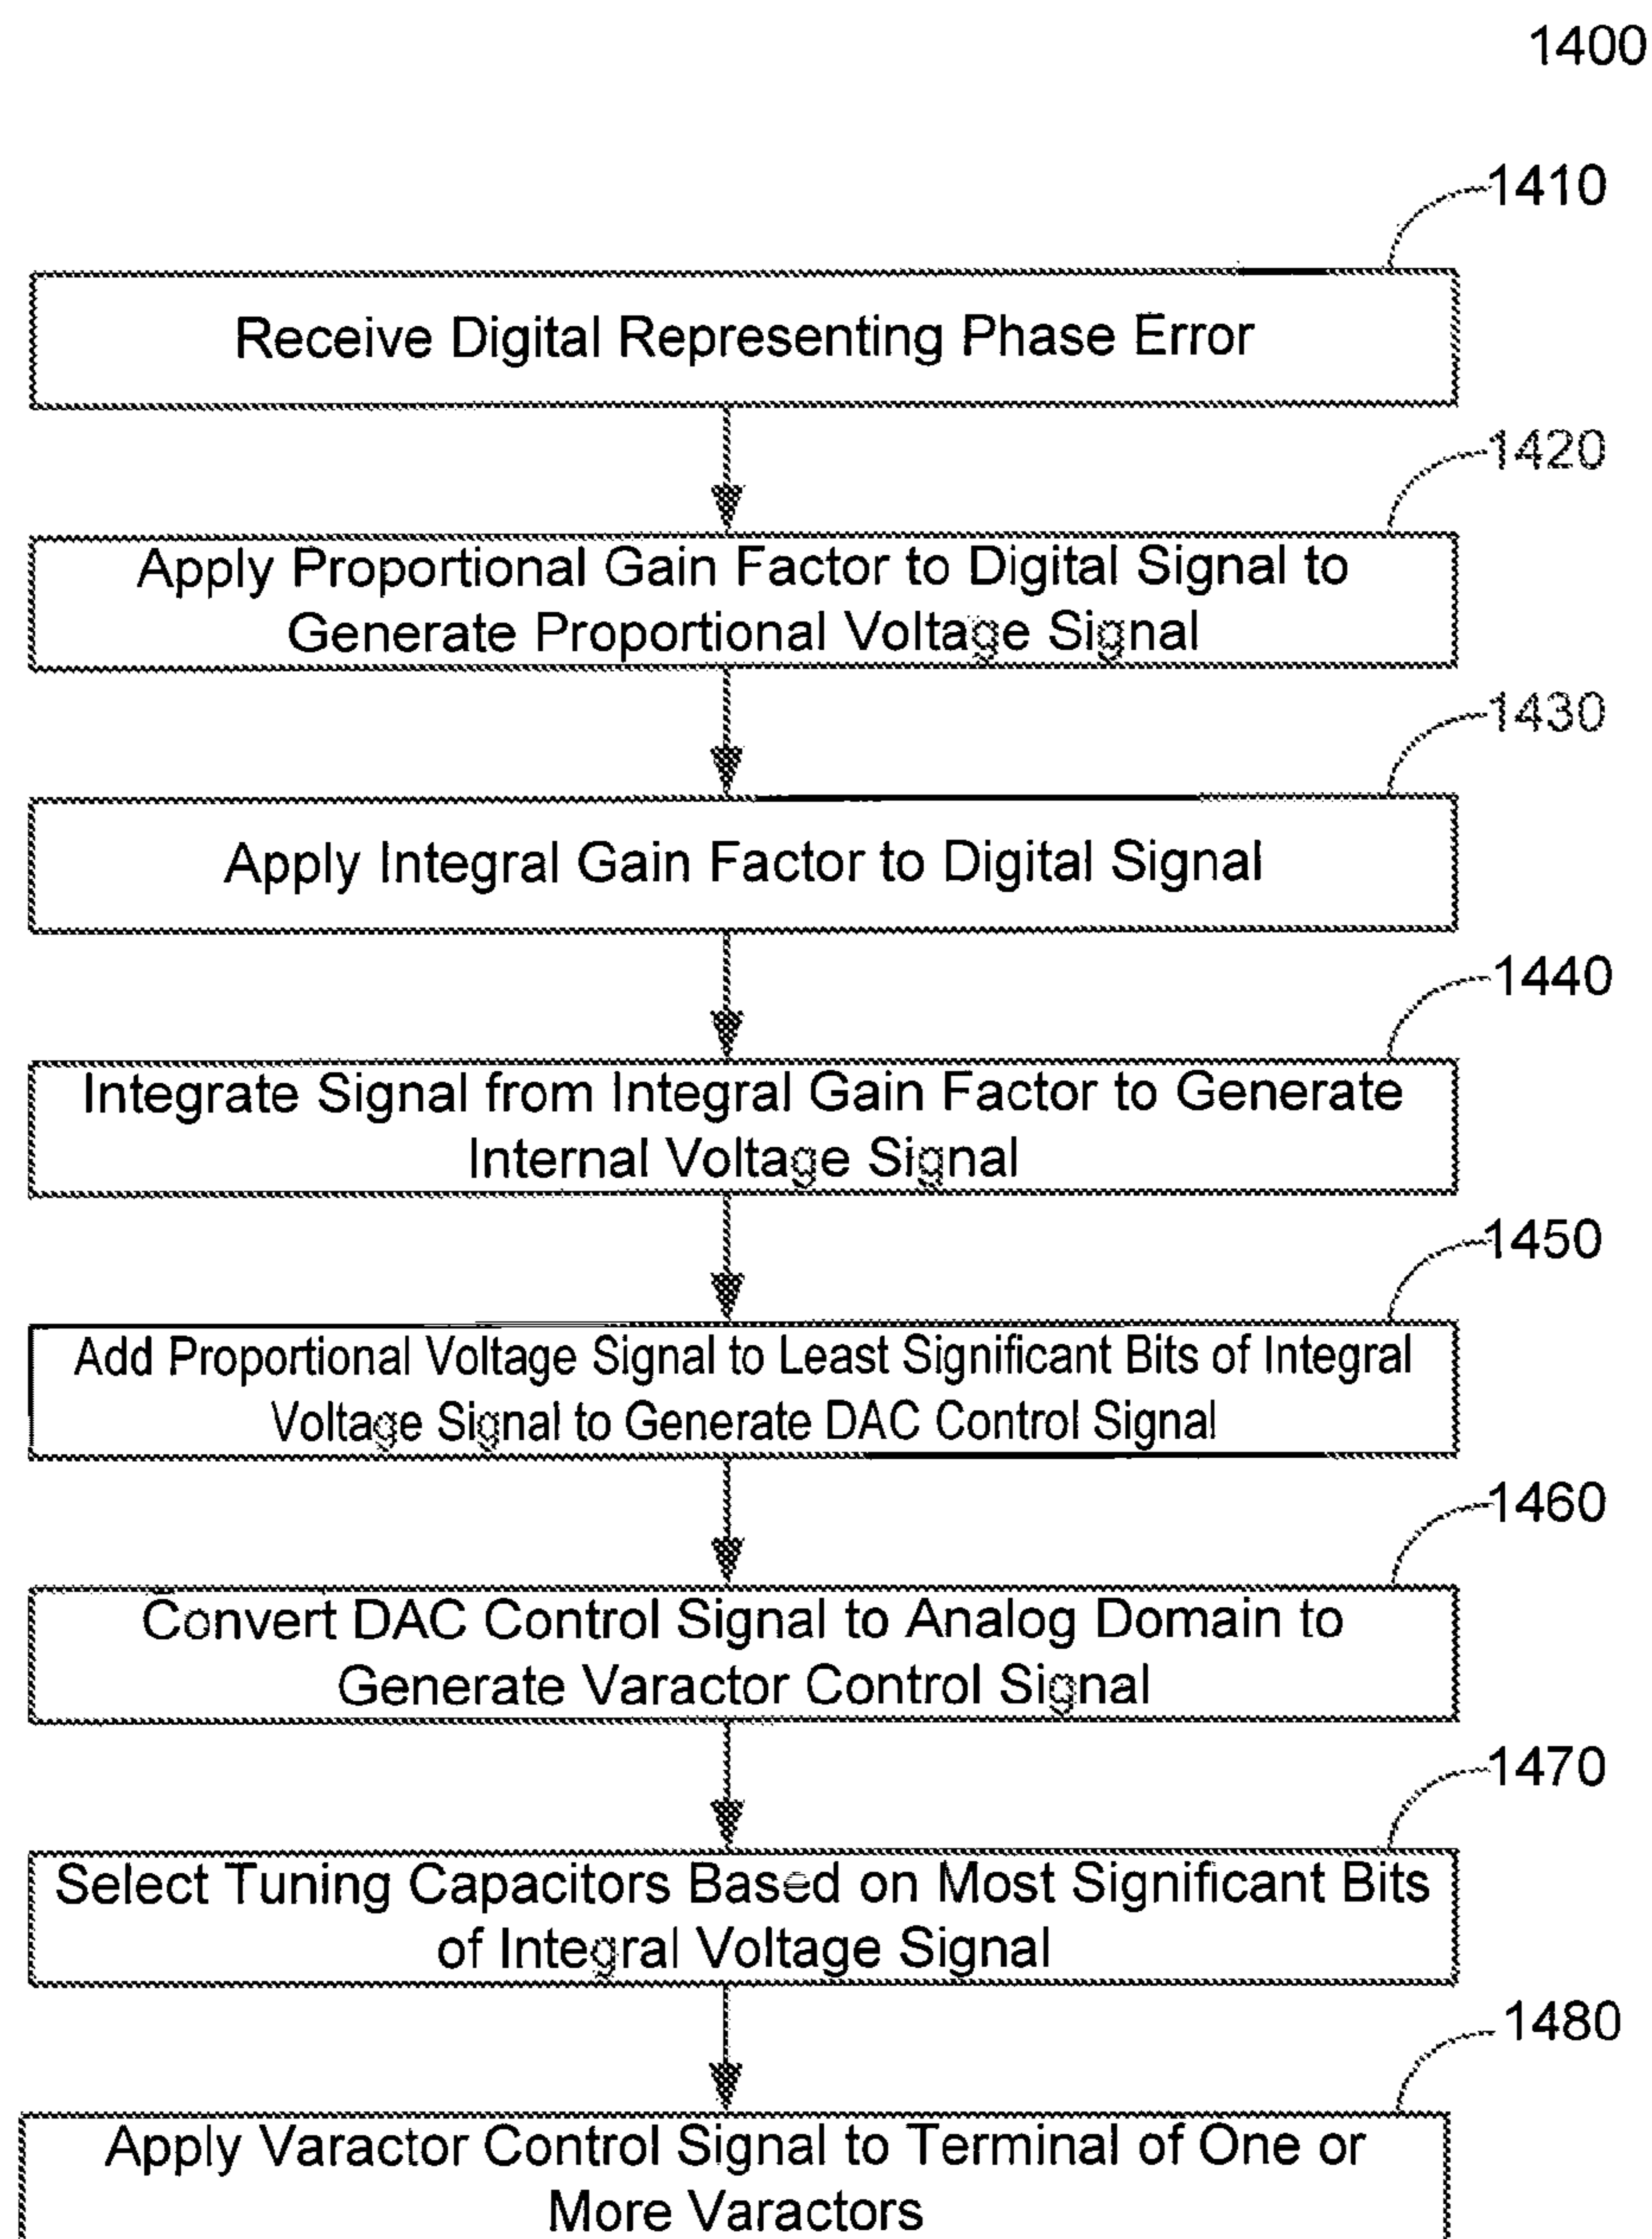 1400
1410
Receive Digital Representing Phase Error
1420
Apply Proportional Gain Factor to Digital Signal to
Generate Proportional Voltage Signal
1430
Apply Integral Gain Factor to Digital Signal
1440
Integrate Signal from Integral Gain Factor to Generate
Internal Voltage Signal
1450
Add Proportional Voltage Signal to Least Significant Bits of Integral
Voltage Signal to Generate DAC Control Signal
1460
Convert DAC Control Signal to Analog Domain to
Generate Varactor Control Signal
1470
Select Tuning Capacitors Based on Most Significant Bits
of Integral Voltage Signal
1480
Apply Varactor Control Signal to Terminal of One or
More Varactors